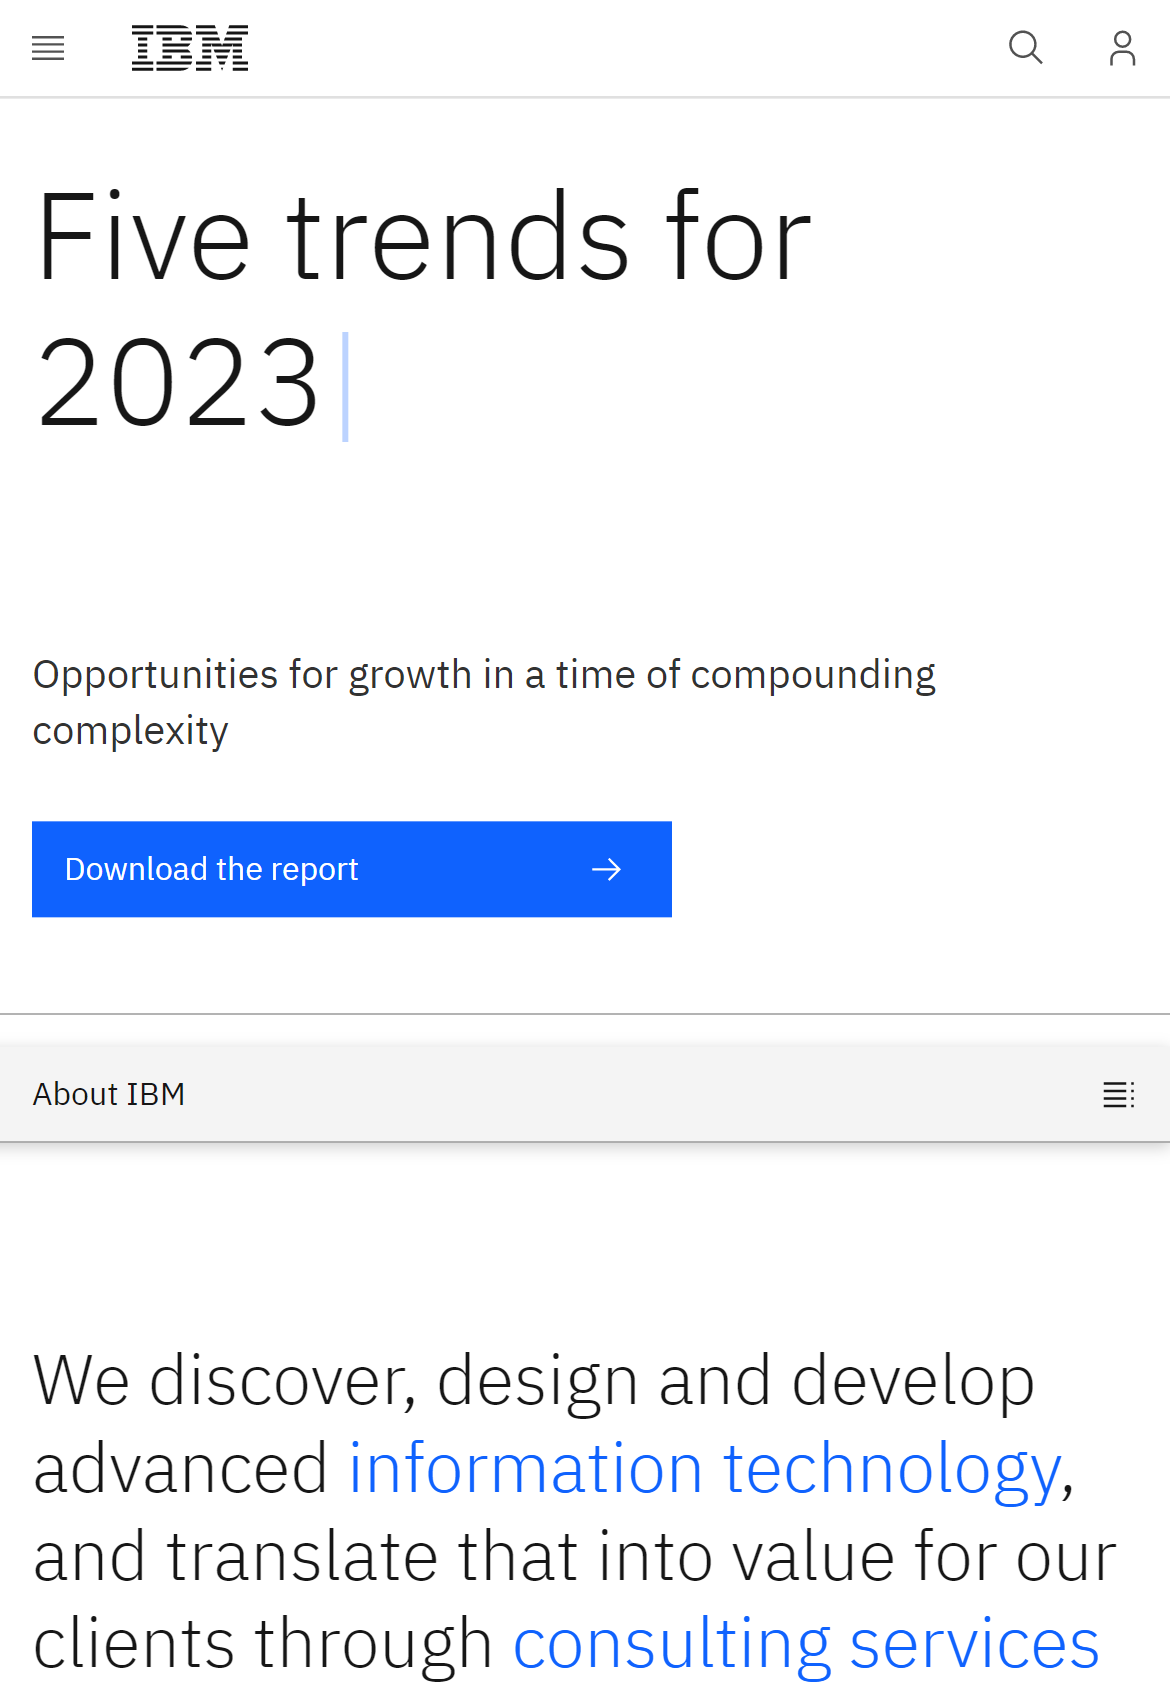 IBM
Five trends for
2023
Opportunities for growth in a time of compounding
complexity
Download the report
About IBM
We discover, design and develop
advanced information technology,
and translate that into value for our
clients through consulting services